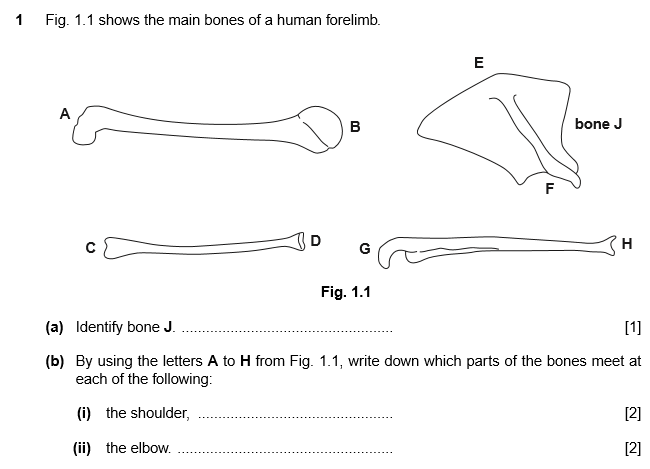 1 Fig. 1.1 shows the main bones of a human forelimb.
E
A
B
bone J
F
C
D
G
H
Fig. 1.1
(a) Identify bone J. .................................................... [1]
(b) By using the letters A to H from Fig. 1.1, write down which parts of the bones meet at
each of the following:
(i) the shoulder, ................................................ [2]
(ii) the elbow. ..................................................... [2]